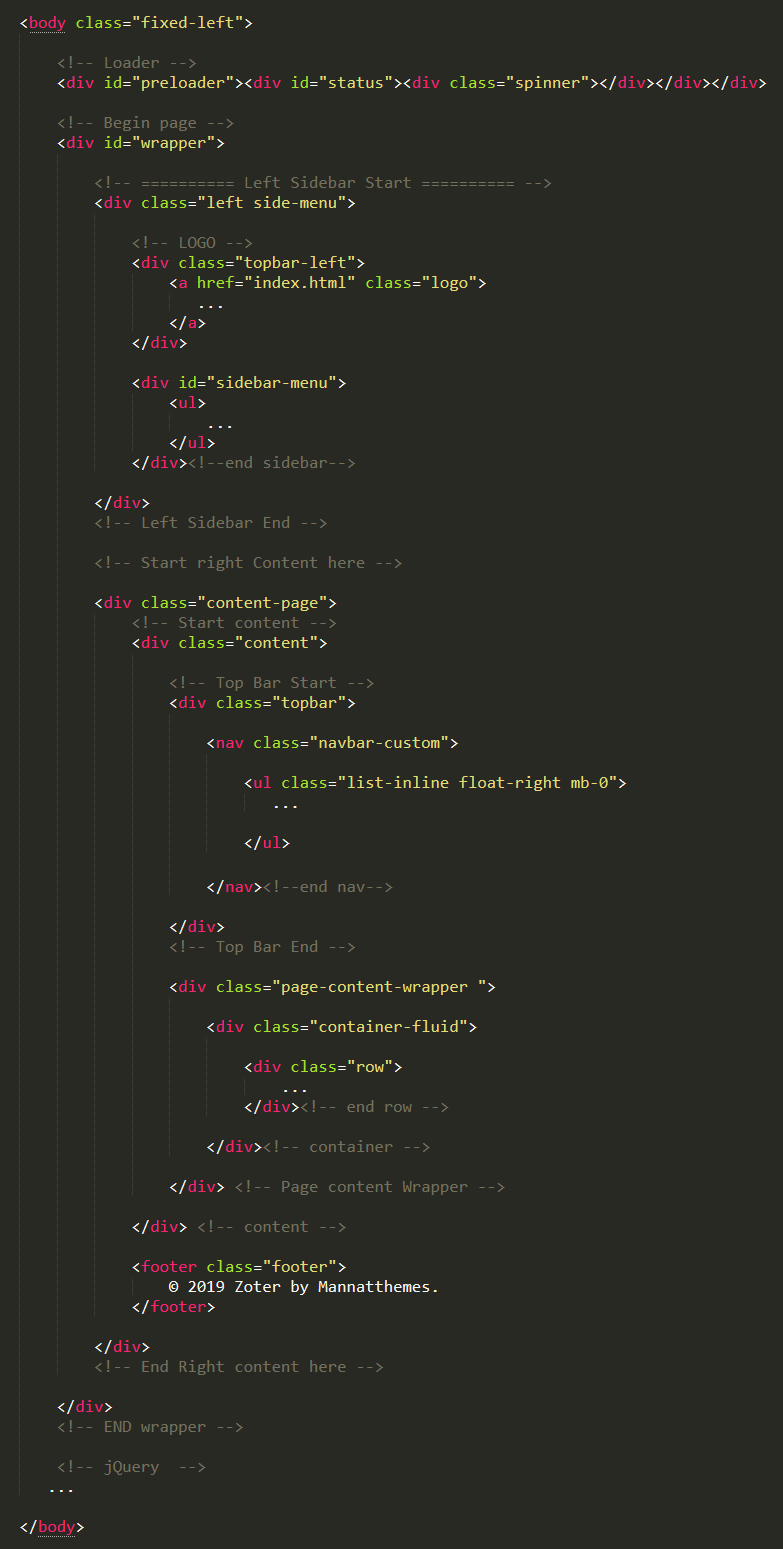 <body class="fixed-left">
<!-- Loader -->
<div id="preloader"><div id="status"><div class="spinner"></div></div></div>
<!-- Begin page -->
<div id="wrapper">
<!-- ========== Left Sidebar Start ========== -->
<div class="left side-menu">
<!-- LOGO -->
<div class="topbar-left">
<a href="index.html" class="logo">
...
</a>
</div>
<div id="sidebar-menu">
<ul>
...
</ul>
</div><!--end sidebar-->
</div>
<!-- Left Sidebar End -->
<!-- Start right Content here -->
<div class="content-page">
<!-- Start content -->
<div class="content">
<!-- Top Bar Start -->
<div class="topbar">
<nav class="navbar-custom">
<ul class="list-inline float-right mb-0">
...
</ul>
</nav><!--end nav-->
</div>
<!-- Top Bar End -->
<div class="page-content-wrapper ">
<div class="container-fluid">
<div class="row">
...
</div><!-- end row -->
</div><!-- container -->
</div> <!-- Page content Wrapper -->
</div> <!-- content -->
<footer class="footer">
© 2019 Zoter by Mannatthemes.
</footer>
</div>
<!-- End Right content here -->
</div>
<!-- END wrapper -->
<!-- jQuery  -->
...
</body>